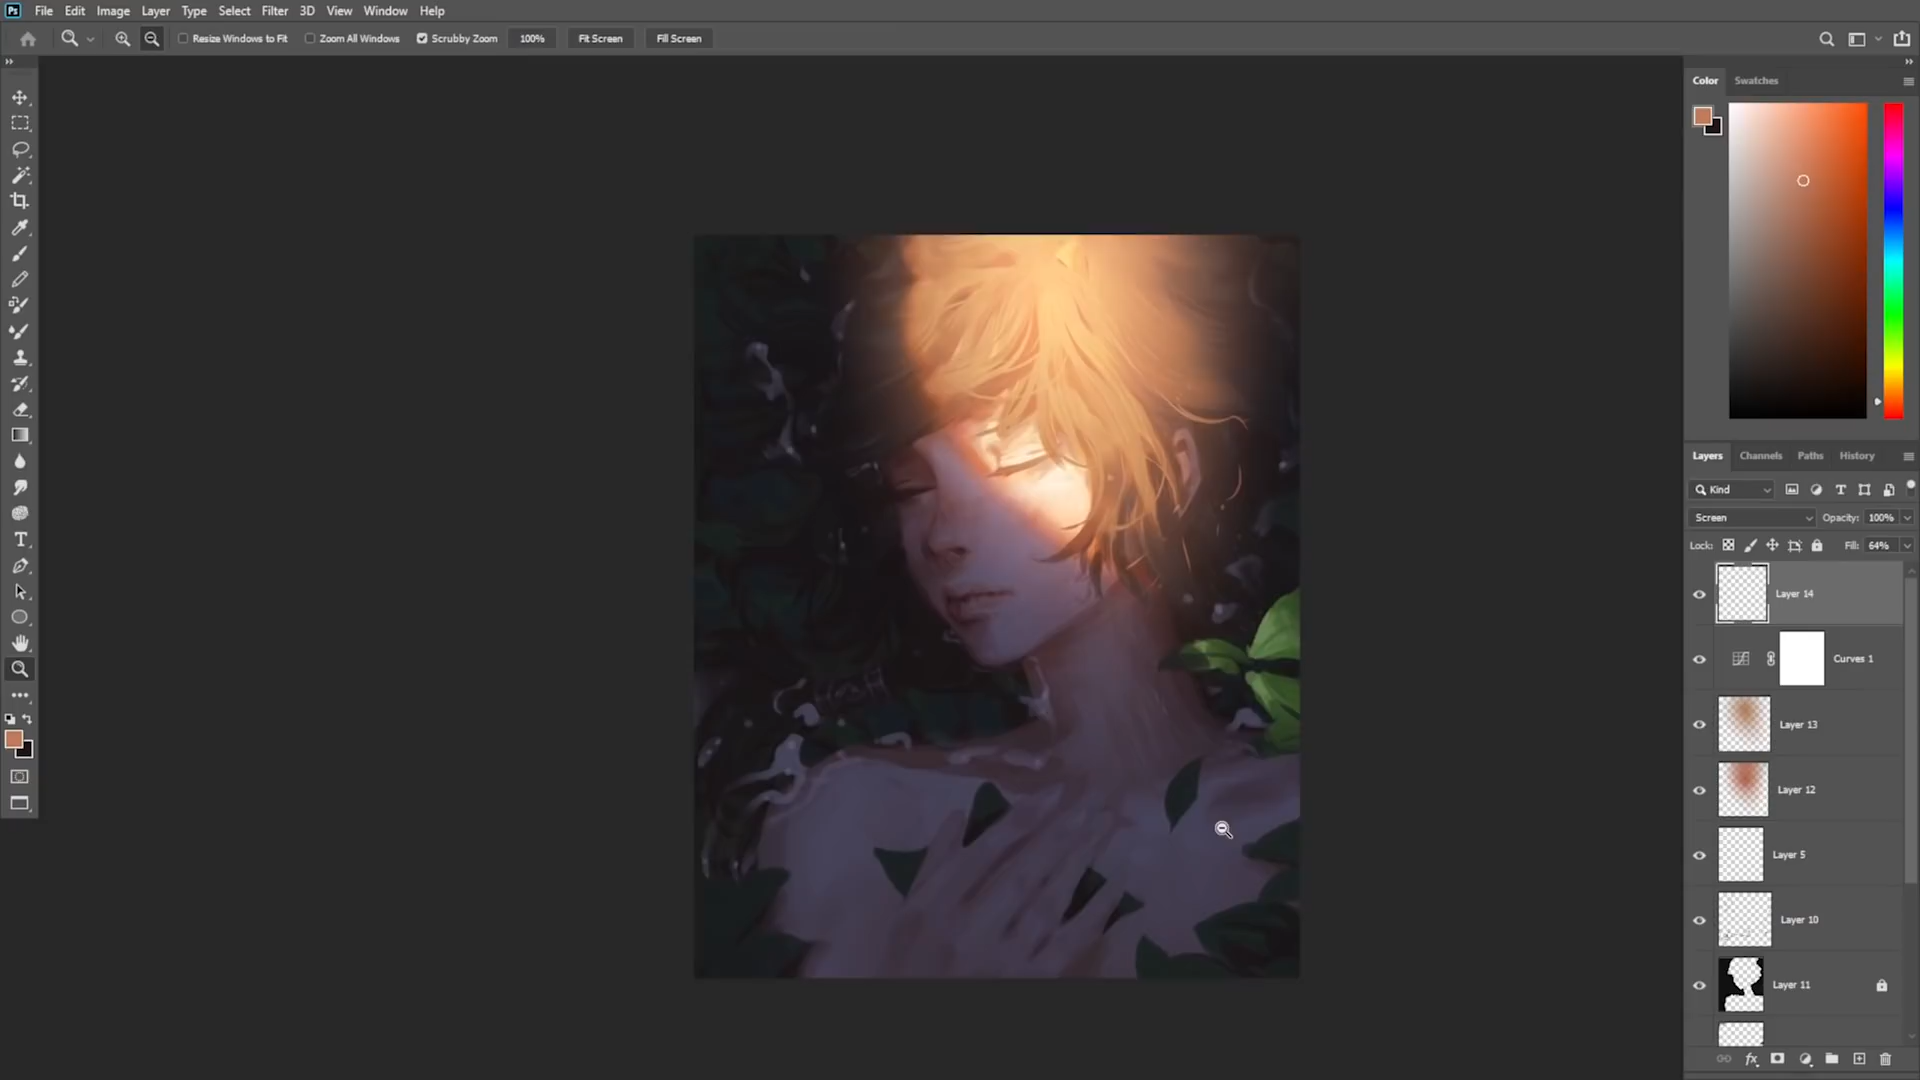 Ps File Edit Image Layer Type Select Filter 3D View Window Help
Resize Windows to Fit Zoom All Windows Scrubby Zoom 100% Fit Screen Fill Screen
Color Swatches
Layers Channels Paths History
Kind
Screen Opacity: 100%
Lock: Fill: 64%
Layer 14
Curves 1
Layer 13
Layer 12
Layer 5
Layer 10
Layer 11